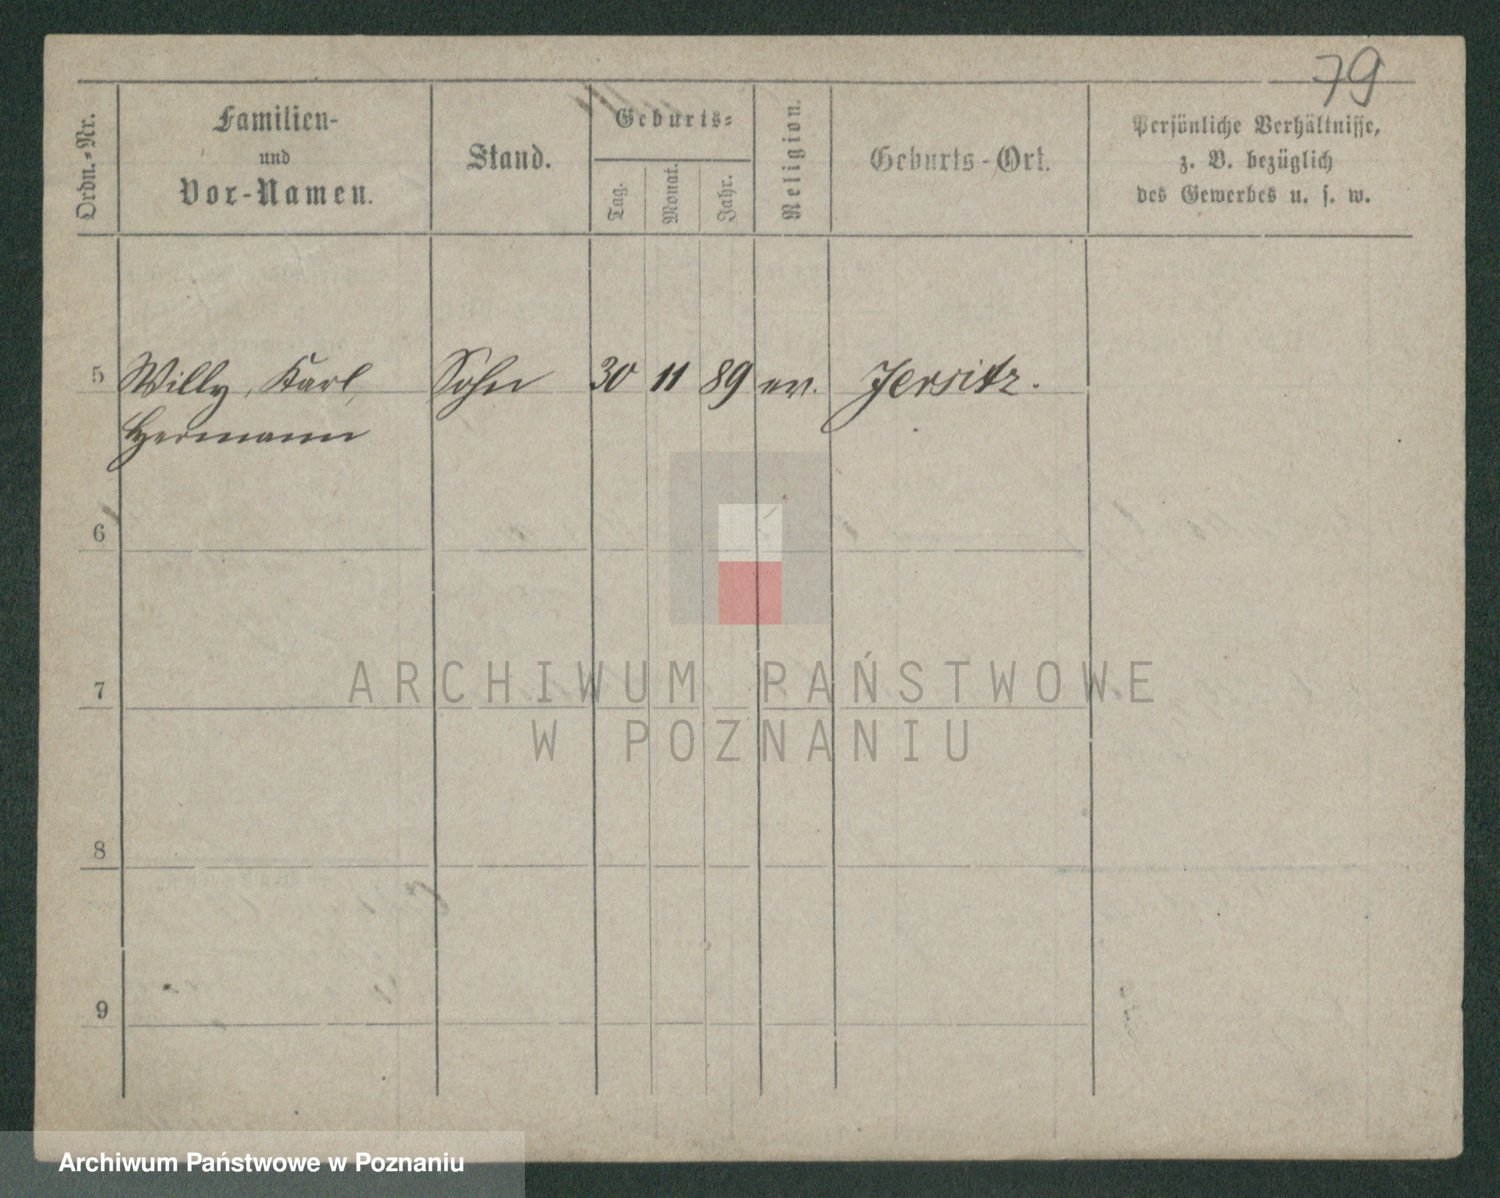 79
Ordn.-Nr.
Familien-
und
Vor-Namen.
Stand.
Geburts-
Tag.
Monat.
Jahr.
Religion.
Geburts-Ort.
Persönliche Verhältnisse,
z. B. bezüglich
des Gewerbes u. s. w.
5 Willy, Karl, Sohn 30 11 89 ev. Jersitz.
Hermann
6
7
8
9
ARCHIWUM PAŃSTWOWE
W POZNANIU
Archiwum Państwowe w Poznaniu